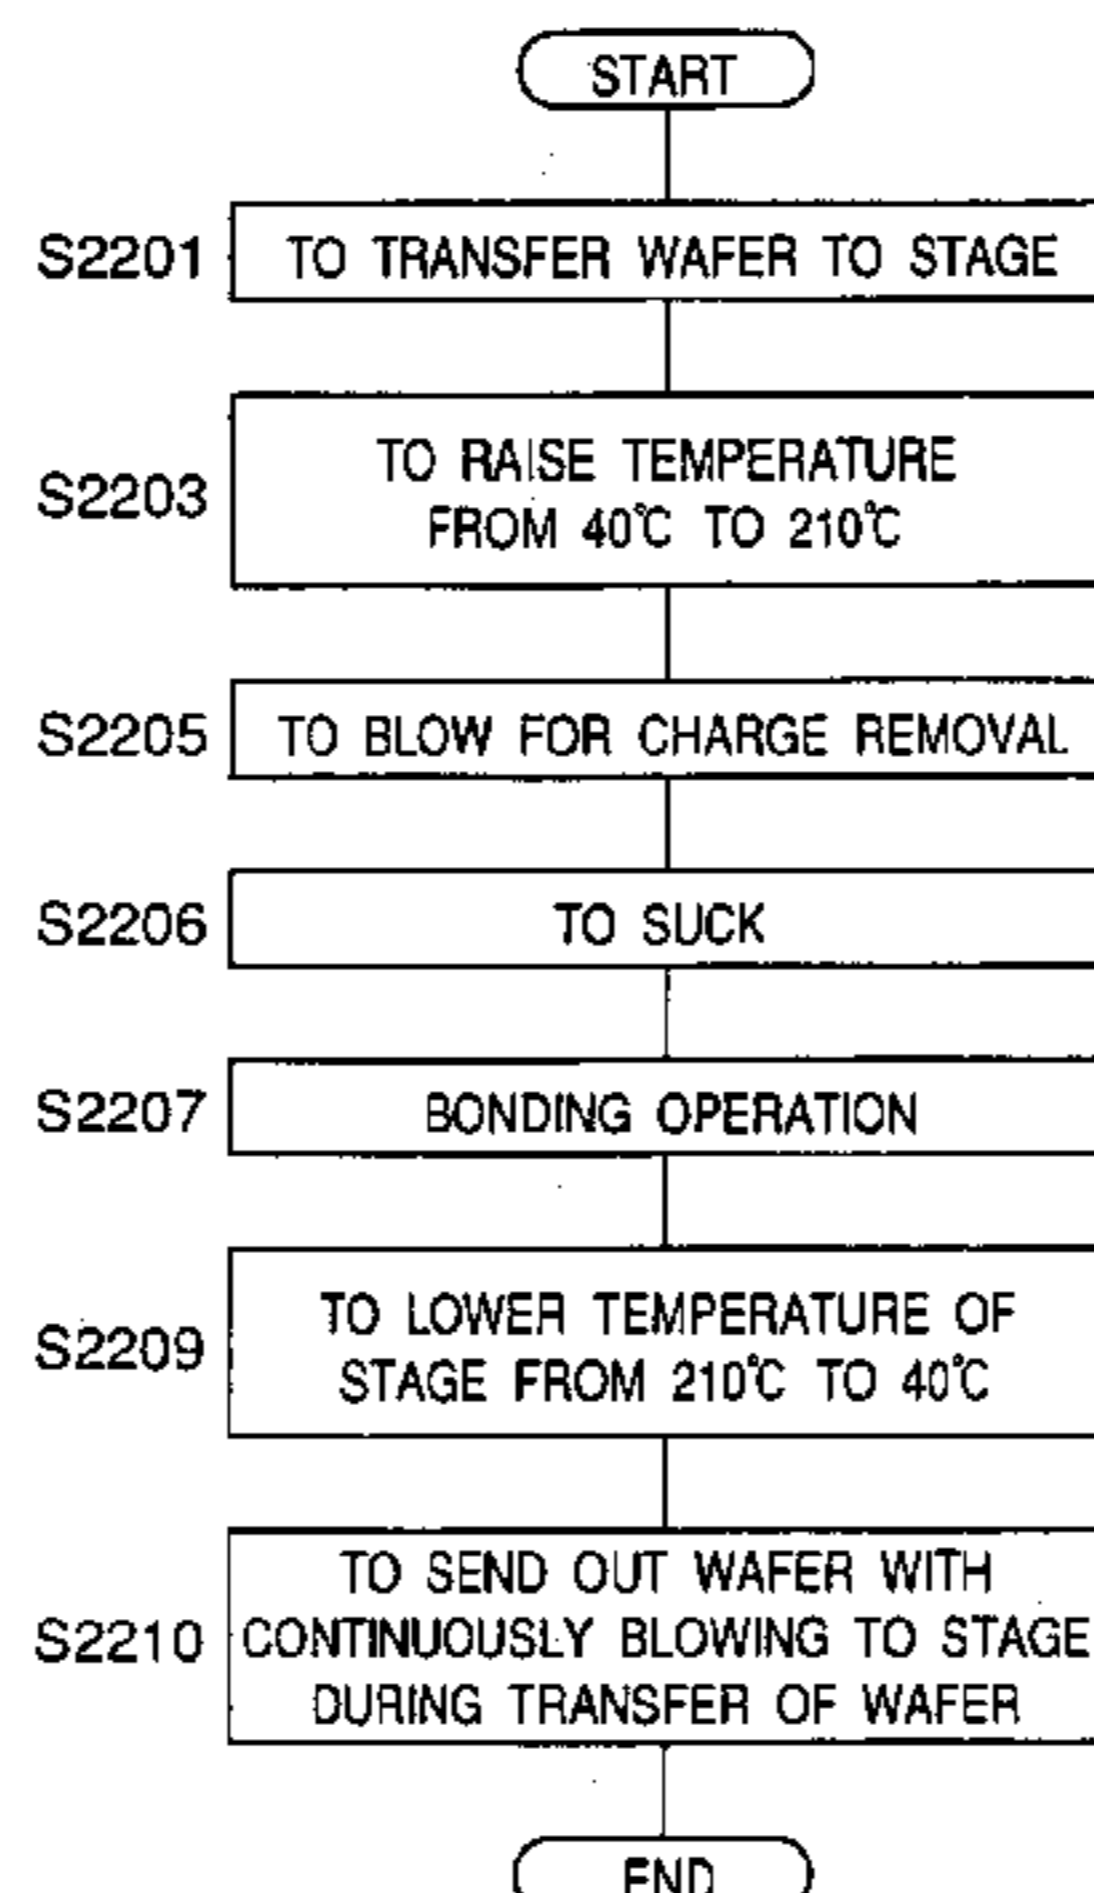 START
S2201 TO TRANSFER WAFER TO STAGE
S2203
TO RAISE TEMPERATURE
FROM 40℃ TO 210℃
S2205 TO BLOW FOR CHARGE REMOVAL
S2206 TO SUCK
S2207 BONDING OPERATION
S2209
TO LOWER TEMPERATURE OF
STAGE FROM 210℃ TO 40℃
S2210
TO SEND OUT WAFER WITH
CONTINUOUSLY BLOWING TO STAGE
DURING TRANSFER OF WAFER
END